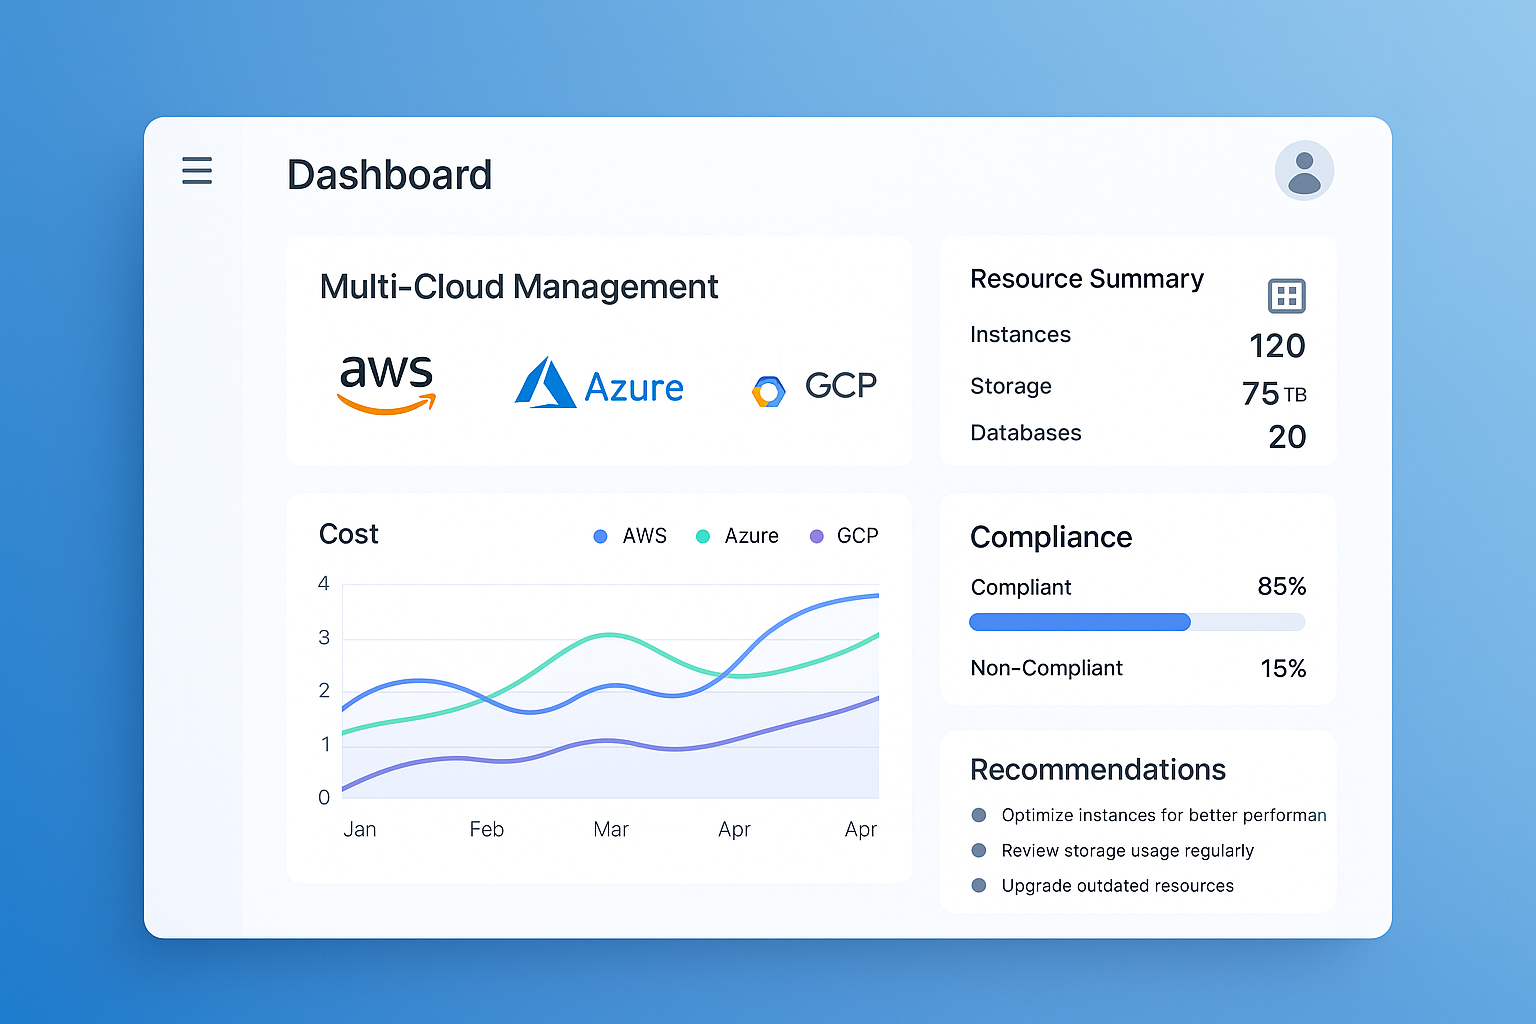 Dashboard
Multi-Cloud Management
aws
Azure
GCP
Resource Summary
Instances 120
Storage 75 TB
Databases 20
Cost
AWS Azure GCP
4
3
2
1
0
Jan Feb Mar Apr Apr
Compliance
Compliant 85%
Non-Compliant 15%
Recommendations
Optimize instances for better performan
Review storage usage regularly
Upgrade outdated resources